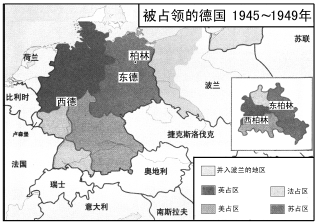 被占领的德国 1945~1949年
苏联
荷兰
柏林
东德
波兰
比利时
西德
东柏林
西柏林
卢森堡
捷克斯洛伐克
法国
奥地利
瑞士
意大利
南斯拉夫
并入波兰的地区
英占区
法占区
美占区
苏占区